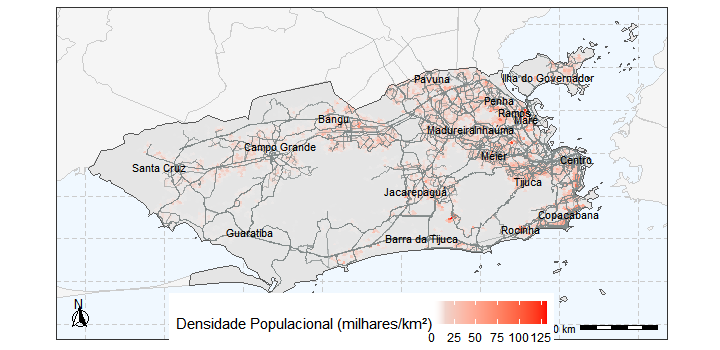 Pavuna
Ilha do Governador
Penha
Ramos
Maré
Bangu
Madureira
Inhaúma
Campo Grande
Méier
Centro
Santa Cruz
Tijuca
Jacarepaguá
Copacabana
Guaratiba
Rocinha
Barra da Tijuca
N
Densidade Populacional (milhares/km²)
0 25 50 75 100 125
0 km